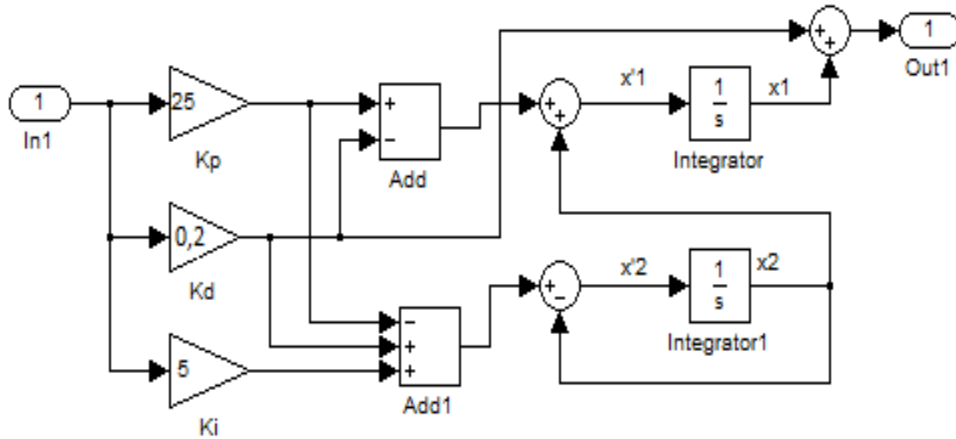 1
In1
25
Kp
0,2
Kd
5
Ki
+
−
Add
−
+
+
Add1
+
+
x'1
1
s
Integrator
x1
+
−
x'2
1
s
Integrator1
x2
+
+
1
Out1